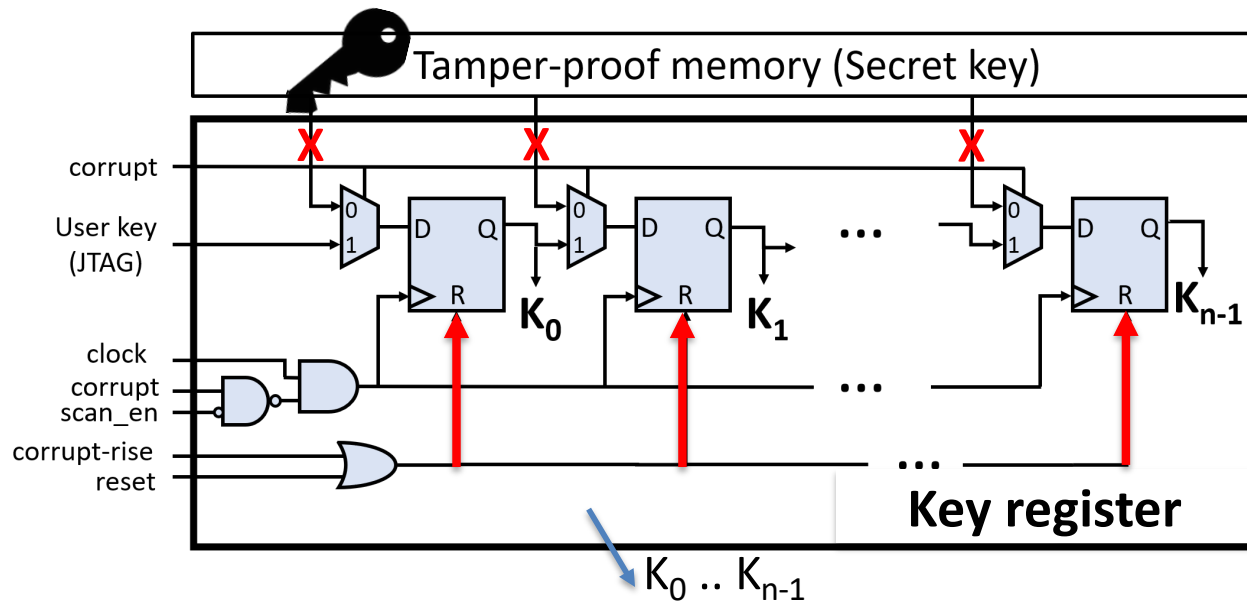 Tamper-proof memory (Secret key)
X X X
corrupt
0 0 0
User key
(JTAG)
1 1 1
D Q D Q ... D Q
R R R
K0 K1 Kn-1
clock
corrupt
scan_en
...
corrupt-rise
reset
...
Key register
K0 .. Kn-1